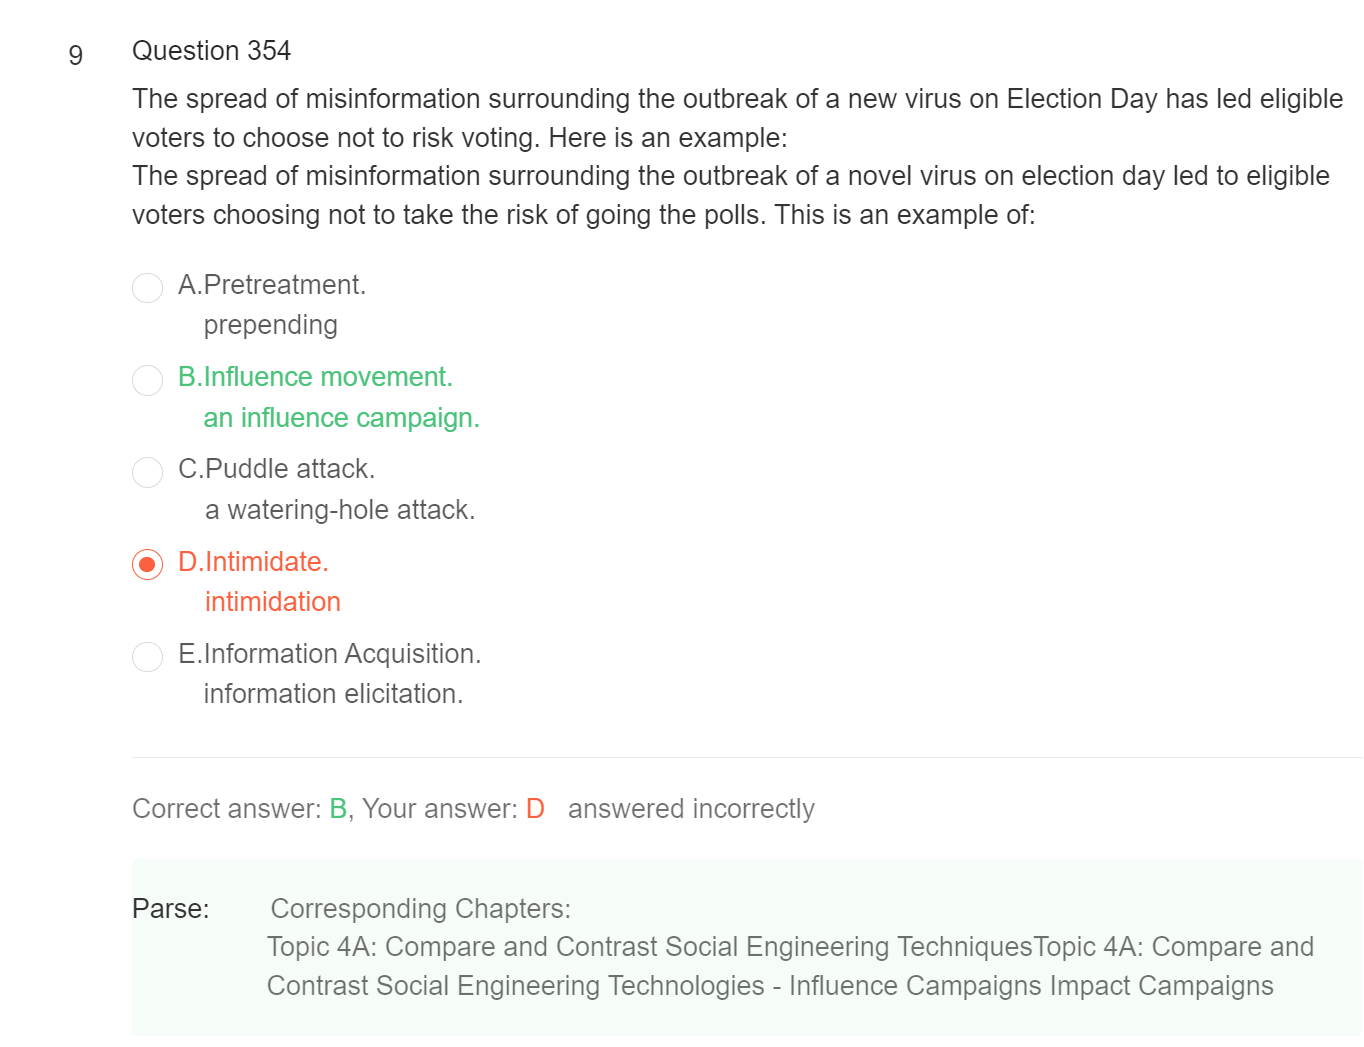 9 Question 354
The spread of misinformation surrounding the outbreak of a new virus on Election Day has led eligible
voters to choose not to risk voting. Here is an example:
The spread of misinformation surrounding the outbreak of a novel virus on election day led to eligible
voters choosing not to take the risk of going the polls. This is an example of:
A.Pretreatment.
prepending
B.Influence movement.
an influence campaign.
C.Puddle attack.
a watering-hole attack.
D.Intimidate.
intimidation
E.Information Acquisition.
information elicitation.
Correct answer: B, Your answer: D answered incorrectly
Parse: Corresponding Chapters:
Topic 4A: Compare and Contrast Social Engineering TechniquesTopic 4A: Compare and
Contrast Social Engineering Technologies - Influence Campaigns Impact Campaigns